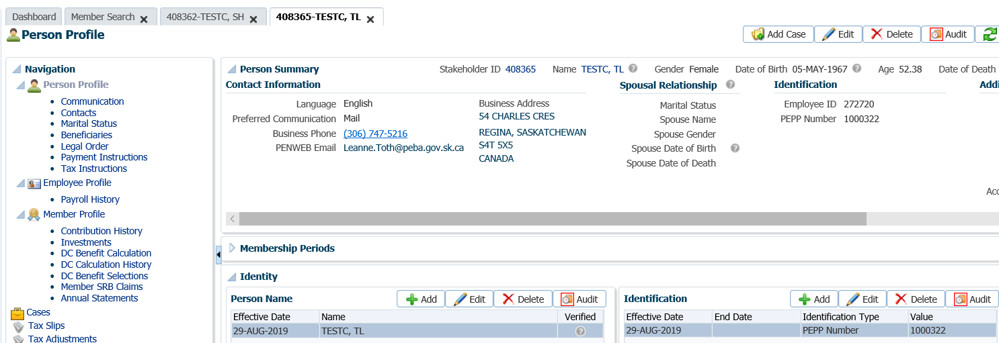 Dashboard Member Search 408362-TESTC, SH 408365-TESTC, TL
Person Profile Add Case Edit Delete Audit
Navigation
Person Profile
Communication
Contacts
Marital Status
Beneficiaries
Legal Order
Payment Instructions
Tax Instructions
Employee Profile
Payroll History
Member Profile
Contribution History
Investments
DC Benefit Calculation
DC Calculation History
DC Benefit Selections
Member SRB Claims
Annual Statements
Cases
Tax Slips
Tax Adjustments
Person Summary Stakeholder ID 408365 Name TESTC, TL Gender Female Date of Birth 05-MAY-1967 Age 52.38 Date of Death
Contact Information
Language English
Preferred Communication Mail
Business Phone (306) 747-5216
PENWEB Email Leanne.Toth@peba.gov.sk.ca
Business Address
54 CHARLES CRES
REGINA, SASKATCHEWAN
S4T 5X5
CANADA
Spousal Relationship
Marital Status
Spouse Name
Spouse Gender
Spouse Date of Birth
Spouse Date of Death
Identification
Employee ID 272720
PEPP Number 1000322
Addi
Acc
Membership Periods
Identity
Person Name Add Edit Delete Audit
Effective Date Name Verified
29-AUG-2019 TESTC, TL
Identification Add Edit Delete Audit
Effective Date End Date Identification Type Value
29-AUG-2019 PEPP Number 1000322